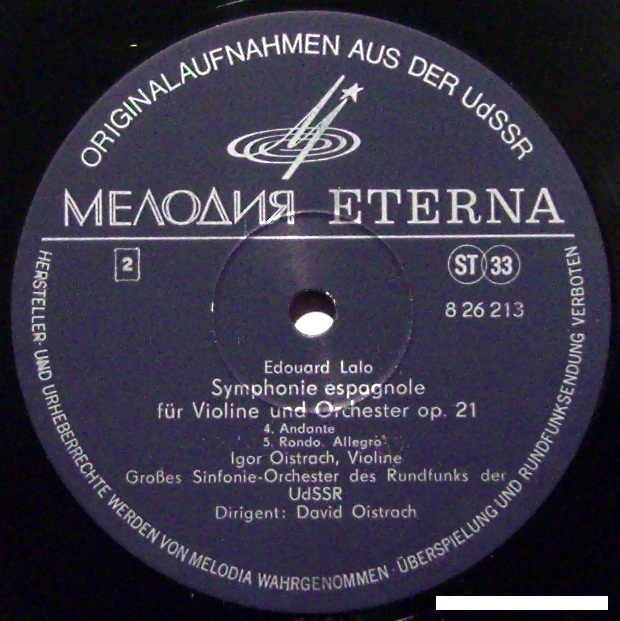 ORIGINALAUFNAHMEN AUS DER UdSSR
МЕЛОДИЯ ETERNA
2
ST 33
8 26 213
Edouard Lalo
Symphonie espagnole
für Violine und Orchester op. 21
4. Andante
5. Rondo. Allegro
Igor Oistrach, Violine
Großes Sinfonie-Orchester des Rundfunks der
UdSSR
Dirigent: David Oistrach
HERSTELLER- UND URHEBERRECHTE WERDEN VON MELODIA WAHRGENOMMEN · ÜBERSPIELUNG UND RUNDFUNKSENDUNG VERBOTEN